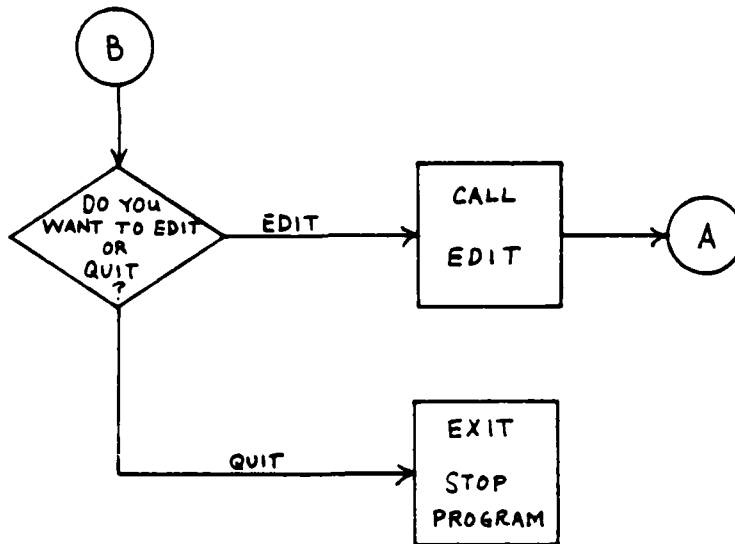 B
DO YOU
WANT TO EDIT
OR
QUIT
?
EDIT
CALL
EDIT
A
QUIT
EXIT
STOP
PROGRAM